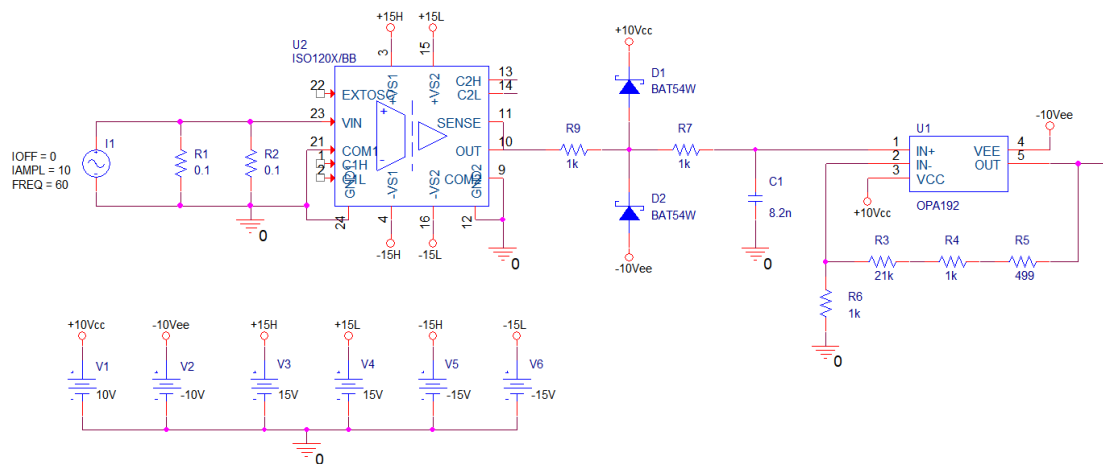 +15H
+15L
U2
ISO120X/BB
3
15
+VS1
+VS2
22
EXTOSC
23
VIN
21
COM1
1
C1H
2
C1L
GND1
24
-VS1
4
-VS2
16
GND2
12
C2H
13
C2L
14
SENSE
11
OUT
10
COM2
9
-15H
-15L
0
I1
IOFF = 0
IAMPL = 10
FREQ = 60
R1
0.1
R2
0.1
0
+10Vcc
D1
BAT54W
R9
1k
R7
1k
D2
BAT54W
-10Vee
C1
8.2n
0
U1
-10Vee
1
IN+
2
IN-
3
VCC
VEE
4
OUT
5
OPA192
+10Vcc
R3
21k
R4
1k
R5
499
R6
1k
0
+10Vcc
-10Vee
+15H
+15L
-15H
-15L
V1
V2
V3
V4
V5
V6
10V
-10V
15V
15V
-15V
-15V
0